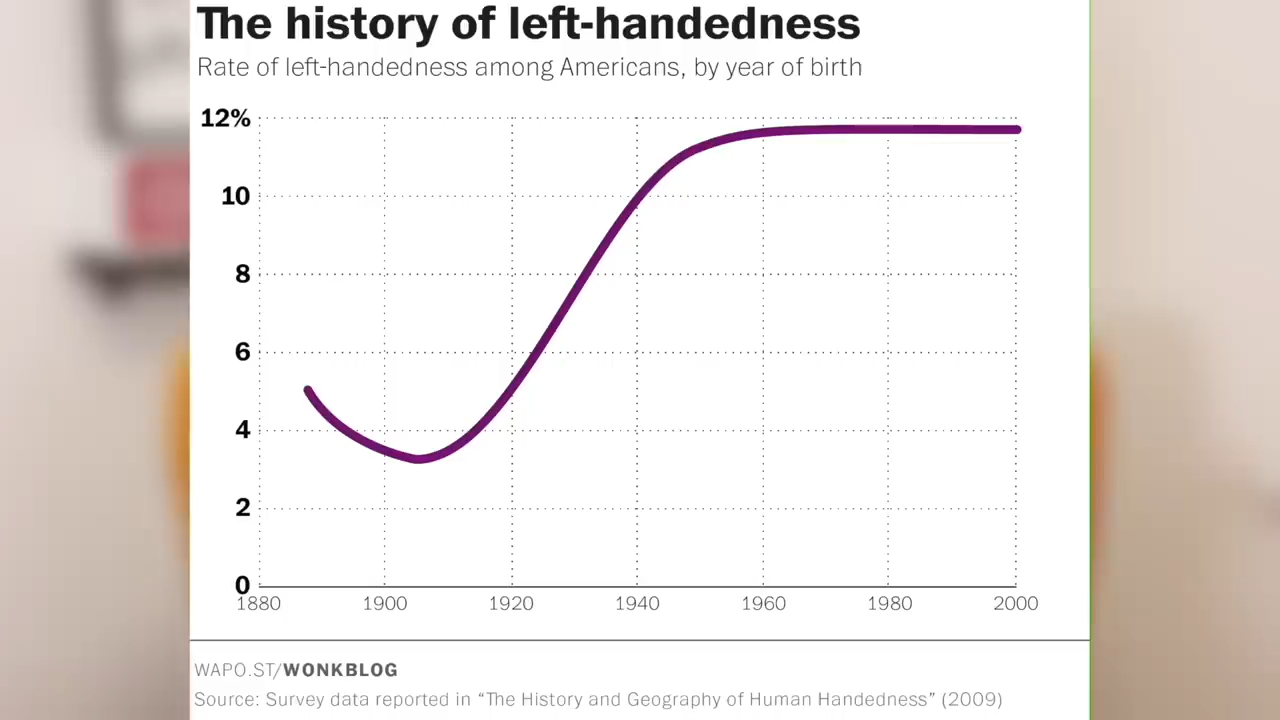 The history of left-handedness
Rate of left-handedness among Americans, by year of birth
12%
10
8
6
4
2
0
1880 1900 1920 1940 1960 1980 2000
WAPO.ST/WONKBLOG
Source: Survey data reported in “The History and Geography of Human Handedness” (2009)